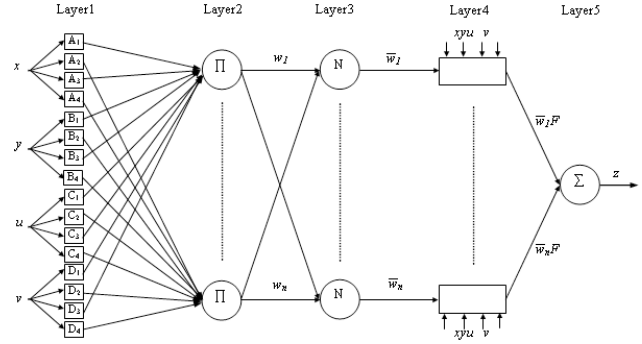 Layer1 Layer2 Layer3 Layer4 Layer5
x
y
u
v
A1
A2
A3
A4
B1
B2
B3
B4
C1
C2
C3
C4
D1
D2
D3
D4
Π
Π
w1
wn
N
N
w̅1
w̅n
xyu v
xyu v
w̅1F
w̅nF
Σ
z